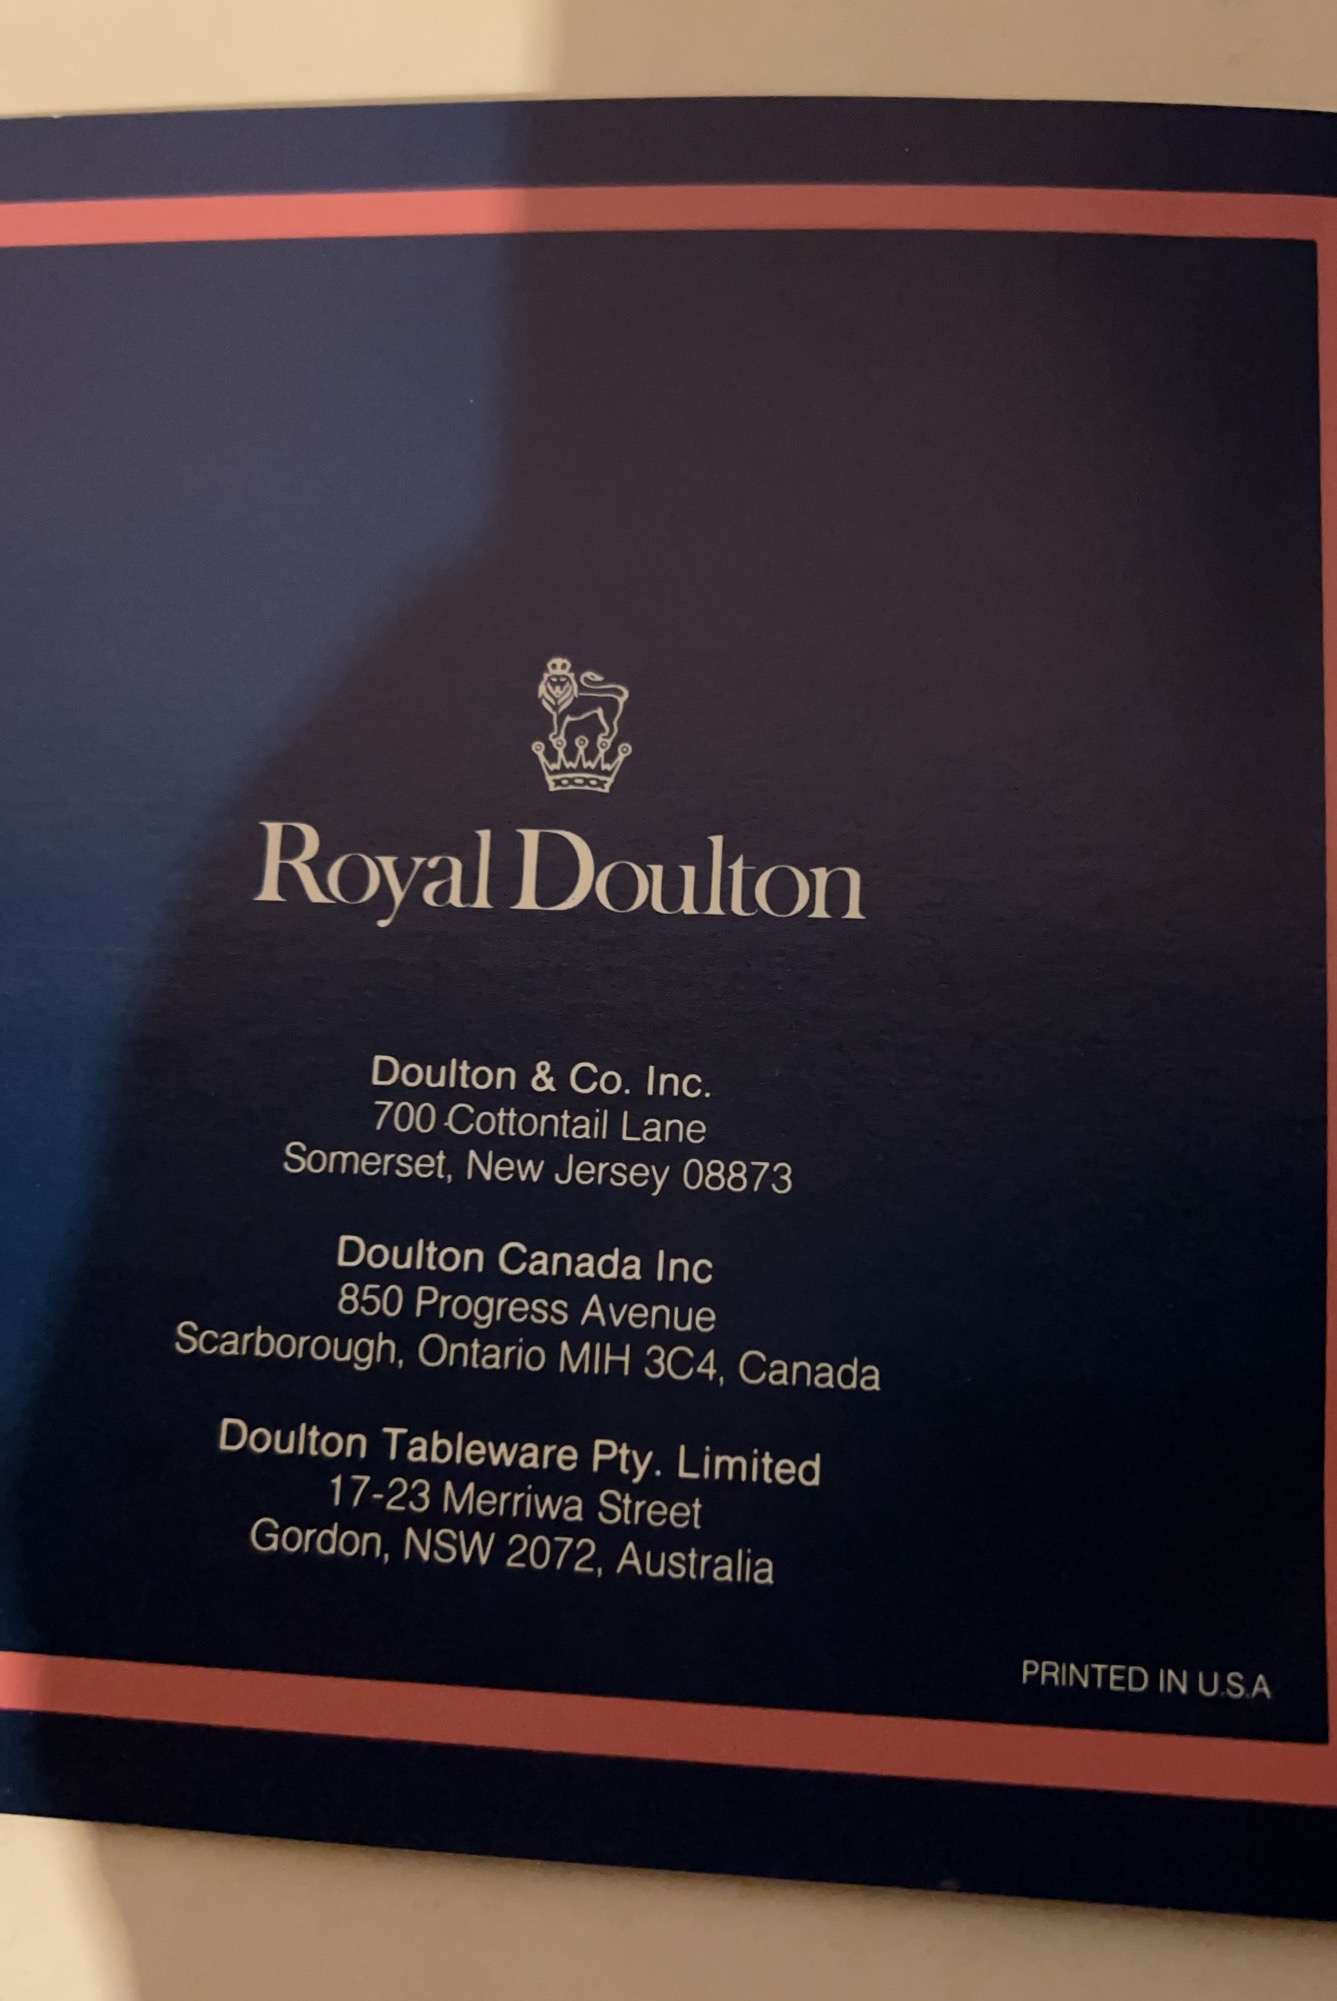 Royal Doulton
Doulton & Co. Inc.
700 Cottontail Lane
Somerset, New Jersey 08873
Doulton Canada Inc
850 Progress Avenue
Scarborough, Ontario MIH 3C4, Canada
Doulton Tableware Pty. Limited
17-23 Merriwa Street
Gordon, NSW 2072, Australia
PRINTED IN U.S.A